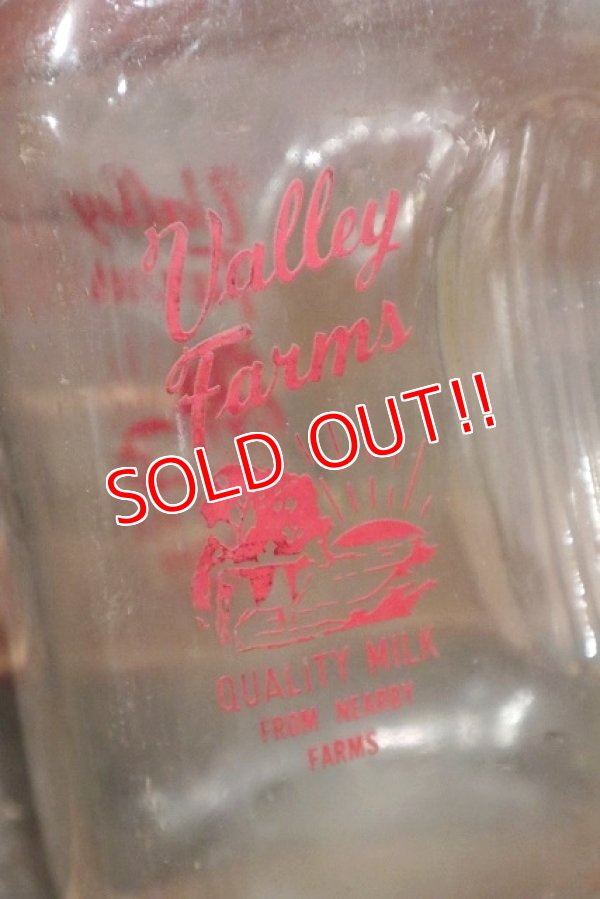 Valley
Farms
SOLD OUT!!
QUALITY MILK
FROM NEARBY
FARMS